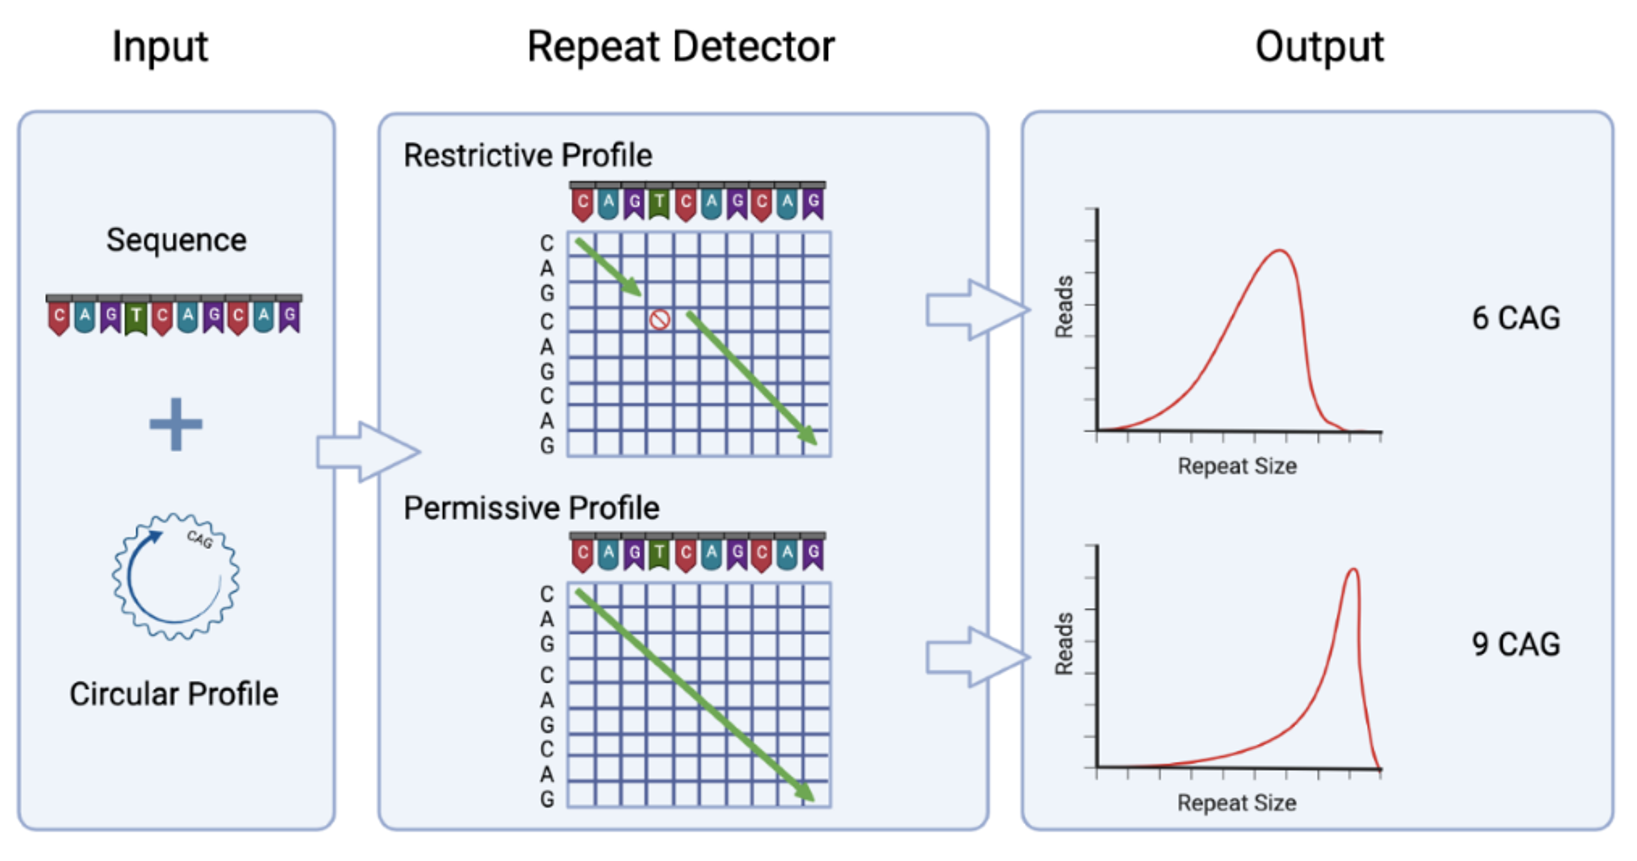 Input
Repeat Detector
Output
Sequence
C A G T C A G C A G
+
CAG
Circular Profile
Restrictive Profile
C A G T C A G C A G
C
A
G
C
A
G
C
A
G
Permissive Profile
C A G T C A G C A G
C
A
G
C
A
G
C
A
G
Reads
Repeat Size
6 CAG
Reads
Repeat Size
9 CAG